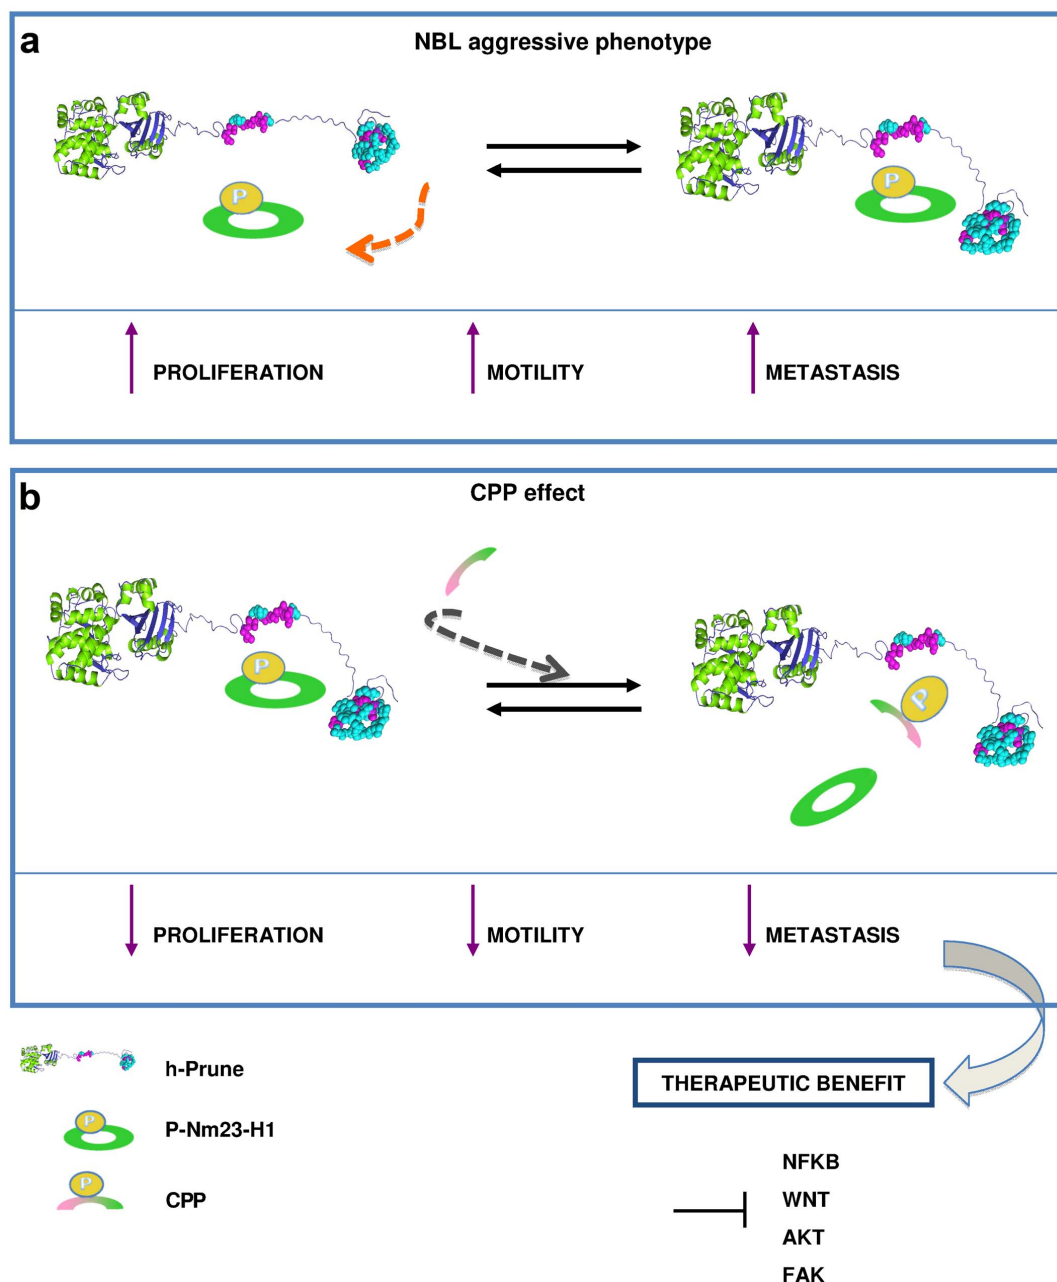 a
NBL aggressive phenotype
P
P
PROLIFERATION
MOTILITY
METASTASIS
b
CPP effect
P
P
PROLIFERATION
MOTILITY
METASTASIS
h-Prune
THERAPEUTIC BENEFIT
P
P-Nm23-H1
P
CPP
NFKB
WNT
AKT
FAK